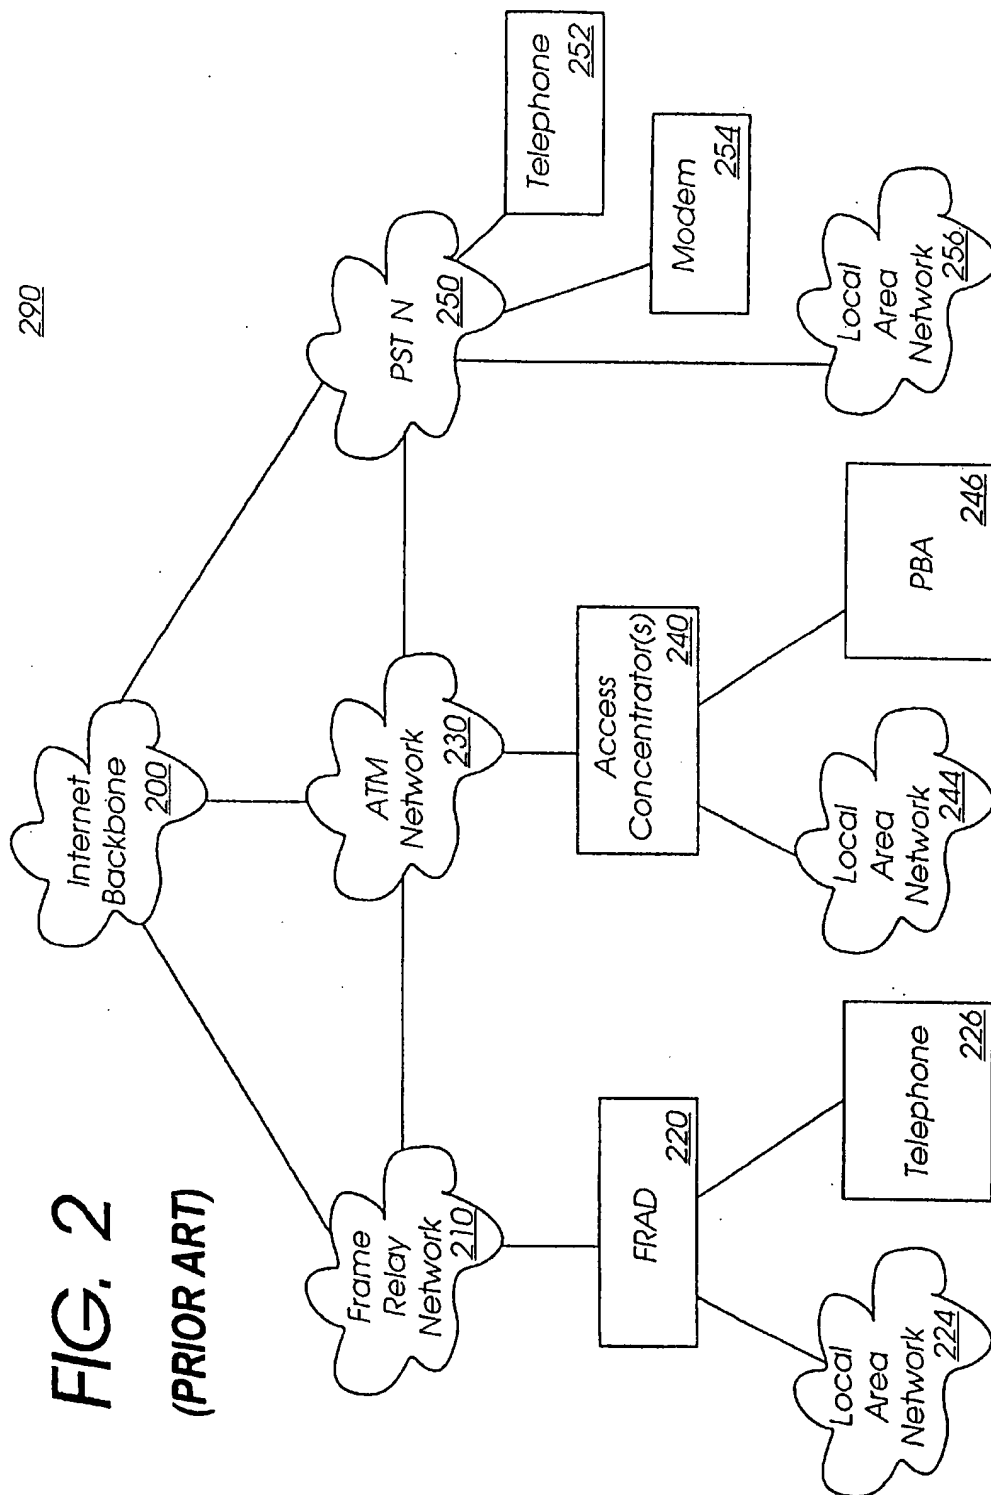 FIG. 2
(PRIOR ART)
290
Internet
Backbone
200
Frame
Relay
Network
210
ATM
Network
230
PST N
250
FRAD
220
Access
Concentrator(s)
240
Telephone
252
Modem
254
Local
Area
Network
224
Telephone
226
Local
Area
Network
244
PBA
246
Local
Area
Network
256